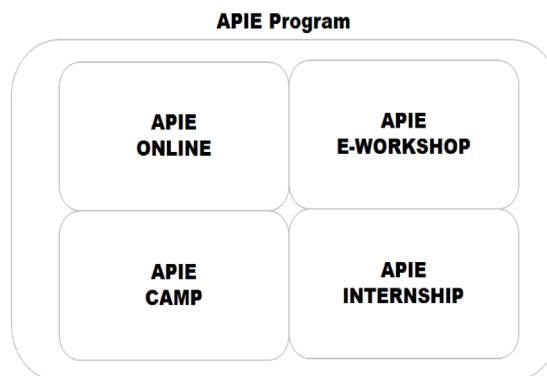 APIE Program
APIE
ONLINE
APIE
E-WORKSHOP
APIE
CAMP
APIE
INTERNSHIP